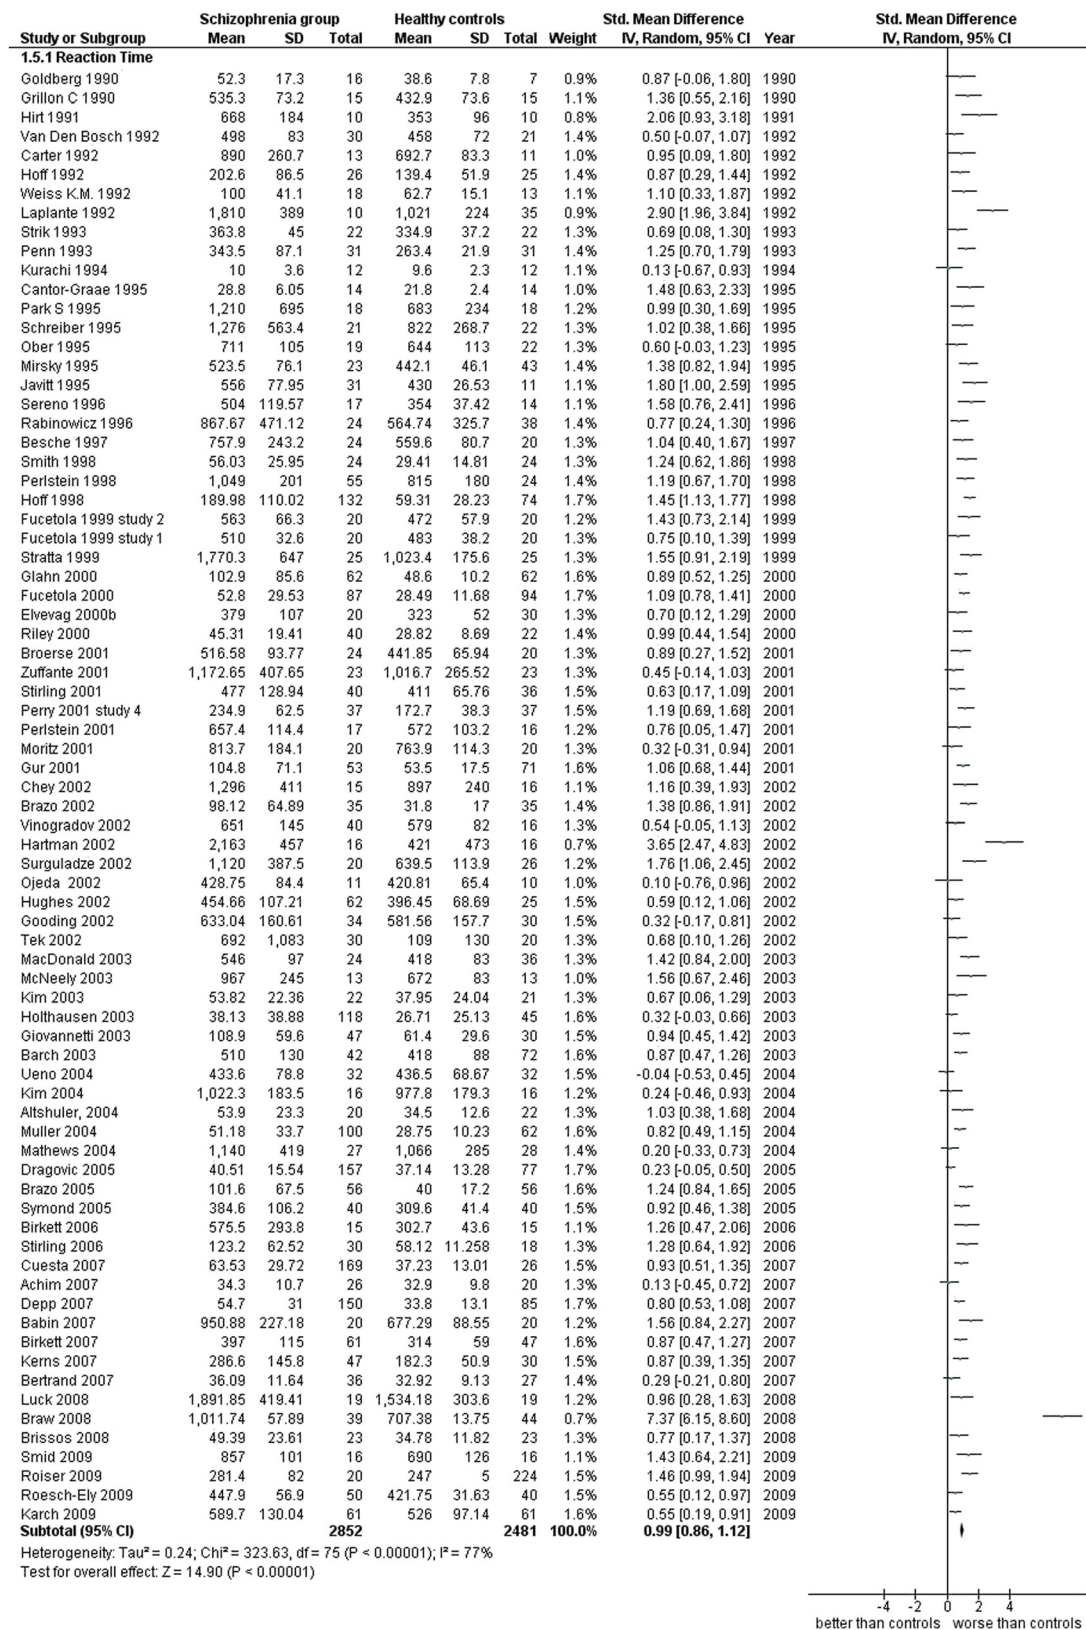 Schizophrenia group Healthy controls Std. Mean Difference Std. Mean Difference
Study or Subgroup Mean SD Total Mean SD Total Weight IV, Random, 95% CI Year IV, Random, 95% CI
1.5.1 Reaction Time
Goldberg 1990 52.3 17.3 16 38.6 7.8 7 0.9% 0.87 [-0.06, 1.80] 1990
Grillon C 1990 535.3 73.2 15 432.9 73.6 15 1.1% 1.36 [0.55, 2.16] 1990
Hirt 1991 668 184 10 353 96 10 0.8% 2.06 [0.93, 3.18] 1991
Van Den Bosch 1992 498 83 30 458 72 21 1.4% 0.50 [-0.07, 1.07] 1992
Carter 1992 890 260.7 13 692.7 83.3 11 1.0% 0.95 [0.09, 1.80] 1992
Hoff 1992 202.6 86.5 26 139.4 51.9 25 1.4% 0.87 [0.29, 1.44] 1992
Weiss K.M. 1992 100 41.1 18 62.7 15.1 13 1.1% 1.10 [0.33, 1.87] 1992
Laplante 1992 1,810 389 10 1,021 224 35 0.9% 2.90 [1.96, 3.84] 1992
Strik 1993 363.8 45 22 334.9 37.2 22 1.3% 0.69 [0.08, 1.30] 1993
Penn 1993 343.5 87.1 31 263.4 21.9 31 1.4% 1.25 [0.70, 1.79] 1993
Kurachi 1994 10 3.6 12 9.6 2.3 12 1.1% 0.13 [-0.67, 0.93] 1994
Cantor-Graae 1995 28.8 6.05 14 21.8 2.4 14 1.1% 1.48 [0.63, 2.33] 1995
Park S 1995 1,210 695 18 683 234 18 1.2% 0.99 [0.30, 1.69] 1995
Schreiber 1995 1,276 563.4 21 822 268.7 22 1.3% 1.02 [0.38, 1.66] 1995
Ober 1995 711 105 19 644 113 22 1.3% 0.60 [-0.03, 1.23] 1995
Mirsky 1995 523.5 76.1 23 442.1 46.1 43 1.4% 1.38 [0.82, 1.94] 1995
Javitt 1995 556 77.95 31 430 26.53 11 1.1% 1.80 [1.00, 2.59] 1995
Sereno 1996 504 119.57 17 354 37.42 14 1.1% 1.58 [0.76, 2.41] 1996
Rabinowicz 1996 867.67 471.12 24 564.74 325.7 38 1.4% 0.77 [0.24, 1.30] 1996
Besche 1997 757.9 243.2 24 559.6 80.7 20 1.3% 1.04 [0.40, 1.67] 1997
Smith 1998 56.03 25.95 24 29.41 14.81 24 1.3% 1.24 [0.62, 1.86] 1998
Perlstein 1998 1,049 201 55 815 180 24 1.4% 1.19 [0.67, 1.70] 1998
Hoff 1998 189.98 110.02 132 59.31 28.23 74 1.6% 1.45 [1.13, 1.77] 1998
Fucetola 1999 study 2 563 66.3 20 472 57.9 20 1.2% 1.43 [0.73, 2.14] 1999
Fucetola 1999 study 1 510 32.6 20 483 38.2 20 1.3% 0.75 [0.10, 1.39] 1999
Stratta 1999 1,770.3 647 25 1,023.4 175.6 25 1.3% 1.55 [0.91, 2.19] 1999
Glahn 2000 102.9 85.6 62 48.6 10.2 62 1.6% 0.89 [0.52, 1.25] 2000
Fucetola 2000 52.8 29.53 87 28.49 11.68 94 1.6% 1.09 [0.78, 1.41] 2000
Elvevag 2000b 379 107 20 323 52 30 1.4% 0.70 [0.12, 1.29] 2000
Riley 2000 45.31 19.41 40 28.82 8.69 22 1.4% 0.99 [0.44, 1.54] 2000
Broerse 2001 516.58 93.77 24 441.85 65.94 20 1.3% 0.89 [0.27, 1.52] 2001
Zuffante 2001 1,172.65 407.65 23 1,016.7 265.52 23 1.3% 0.45 [-0.14, 1.03] 2001
Stirling 2001 477 128.94 40 411 65.76 36 1.5% 0.63 [0.17, 1.09] 2001
Perry 2001 study 4 234.9 62.5 37 172.7 38.3 37 1.5% 1.19 [0.69, 1.68] 2001
Perlstein 2001 657.4 114.4 17 572 103.2 16 1.2% 0.76 [0.05, 1.47] 2001
Moritz 2001 813.7 184.1 20 763.9 114.3 20 1.3% 0.32 [-0.31, 0.94] 2001
Gur 2001 104.8 71.1 53 53.5 17.5 71 1.6% 1.06 [0.68, 1.44] 2001
Chey 2002 1,296 411 15 897 240 16 1.1% 1.16 [0.39, 1.93] 2002
Brazo 2002 98.12 64.89 35 31.8 17 35 1.4% 1.38 [0.86, 1.91] 2002
Vinogradov 2002 651 145 40 579 82 16 1.3% 0.54 [-0.05, 1.13] 2002
Hartman 2002 2,163 457 16 421 473 16 0.7% 3.65 [2.47, 4.83] 2002
Surguladze 2002 1,120 387.5 20 639.5 113.9 26 1.2% 1.76 [1.06, 2.45] 2002
Ojeda 2002 428.75 84.4 11 420.81 65.4 10 1.0% 0.10 [-0.76, 0.96] 2002
Hughes 2002 454.66 107.21 62 396.45 68.69 25 1.5% 0.59 [0.12, 1.06] 2002
Gooding 2002 633.04 160.61 34 581.56 157.7 30 1.5% 0.32 [-0.17, 0.81] 2002
Tek 2002 692 1,083 30 109 130 20 1.3% 0.68 [0.10, 1.26] 2002
MacDonald 2003 546 97 24 418 83 36 1.4% 1.42 [0.84, 2.00] 2003
McNeely 2003 967 245 13 672 83 13 1.0% 1.56 [0.67, 2.46] 2003
Kim 2003 53.82 22.36 22 37.95 24.04 21 1.3% 0.67 [0.06, 1.29] 2003
Holthausen 2003 38.13 38.88 118 26.71 25.13 45 1.6% 0.32 [-0.03, 0.66] 2003
Giovannetti 2003 108.9 59.6 47 61.4 29.6 30 1.5% 0.94 [0.45, 1.42] 2003
Barch 2003 510 130 42 418 88 72 1.6% 0.87 [0.47, 1.26] 2003
Ueno 2004 433.6 78.8 32 436.5 68.67 32 1.5% -0.04 [-0.53, 0.45] 2004
Kim 2004 1,022.3 183.5 16 977.8 179.3 16 1.2% 0.24 [-0.46, 0.93] 2004
Altshuler, 2004 53.9 23.3 20 34.5 12.6 22 1.3% 1.03 [0.38, 1.68] 2004
Muller 2004 51.18 33.7 100 28.75 10.23 62 1.6% 0.82 [0.49, 1.15] 2004
Mathews 2004 1,140 419 27 1,066 285 28 1.4% 0.20 [-0.33, 0.73] 2004
Dragovic 2005 40.51 15.54 157 37.14 13.28 77 1.7% 0.23 [-0.05, 0.50] 2005
Brazo 2005 101.6 67.5 56 40 17.2 56 1.6% 1.24 [0.84, 1.65] 2005
Symond 2005 384.6 106.2 40 309.6 41.4 40 1.5% 0.92 [0.46, 1.38] 2005
Birkett 2006 575.5 293.8 15 302.7 43.6 15 1.1% 1.26 [0.47, 2.06] 2006
Stirling 2006 123.2 62.52 30 58.12 11.258 18 1.3% 1.28 [0.64, 1.92] 2006
Cuesta 2007 63.53 29.72 169 37.23 13.01 26 1.5% 0.93 [0.51, 1.35] 2007
Achim 2007 34.3 10.7 26 32.9 9.8 20 1.4% 0.13 [-0.45, 0.72] 2007
Depp 2007 54.7 31 150 33.8 13.1 85 1.7% 0.80 [0.53, 1.08] 2007
Babin 2007 950.88 227.18 20 677.29 88.55 20 1.2% 1.56 [0.84, 2.27] 2007
Birkett 2007 397 115 61 314 59 47 1.5% 0.87 [0.47, 1.27] 2007
Kerns 2007 286.6 145.8 47 182.3 50.9 30 1.5% 0.87 [0.39, 1.35] 2007
Bertrand 2007 36.09 11.64 36 32.92 9.13 27 1.4% 0.29 [-0.21, 0.80] 2007
Luck 2008 1,891.85 419.41 19 1,534.18 303.6 19 1.2% 0.96 [0.28, 1.63] 2008
Braw 2008 1,011.74 57.89 39 707.38 13.75 44 0.7% 7.37 [6.15, 8.60] 2008
Brissos 2008 49.39 23.61 23 34.78 11.82 23 1.3% 0.77 [0.17, 1.37] 2008
Smid 2009 857 101 16 690 126 16 1.1% 1.43 [0.64, 2.21] 2009
Roiser 2009 281.4 82 20 247 5 224 1.5% 1.46 [0.99, 1.94] 2009
Roesch-Ely 2009 447.9 56.9 50 421.75 31.63 40 1.5% 0.55 [0.12, 0.97] 2009
Karch 2009 589.7 130.04 61 526 97.14 61 1.6% 0.55 [0.19, 0.91] 2009
Subtotal (95% CI) 2852 2481 100.0% 0.99 [0.86, 1.12]
Heterogeneity: Tau² = 0.24; Chi² = 323.63, df = 75 (P < 0.00001); I² = 77%
Test for overall effect: Z = 14.90 (P < 0.00001)
-4 -2 0 2 4
better than controls worse than controls